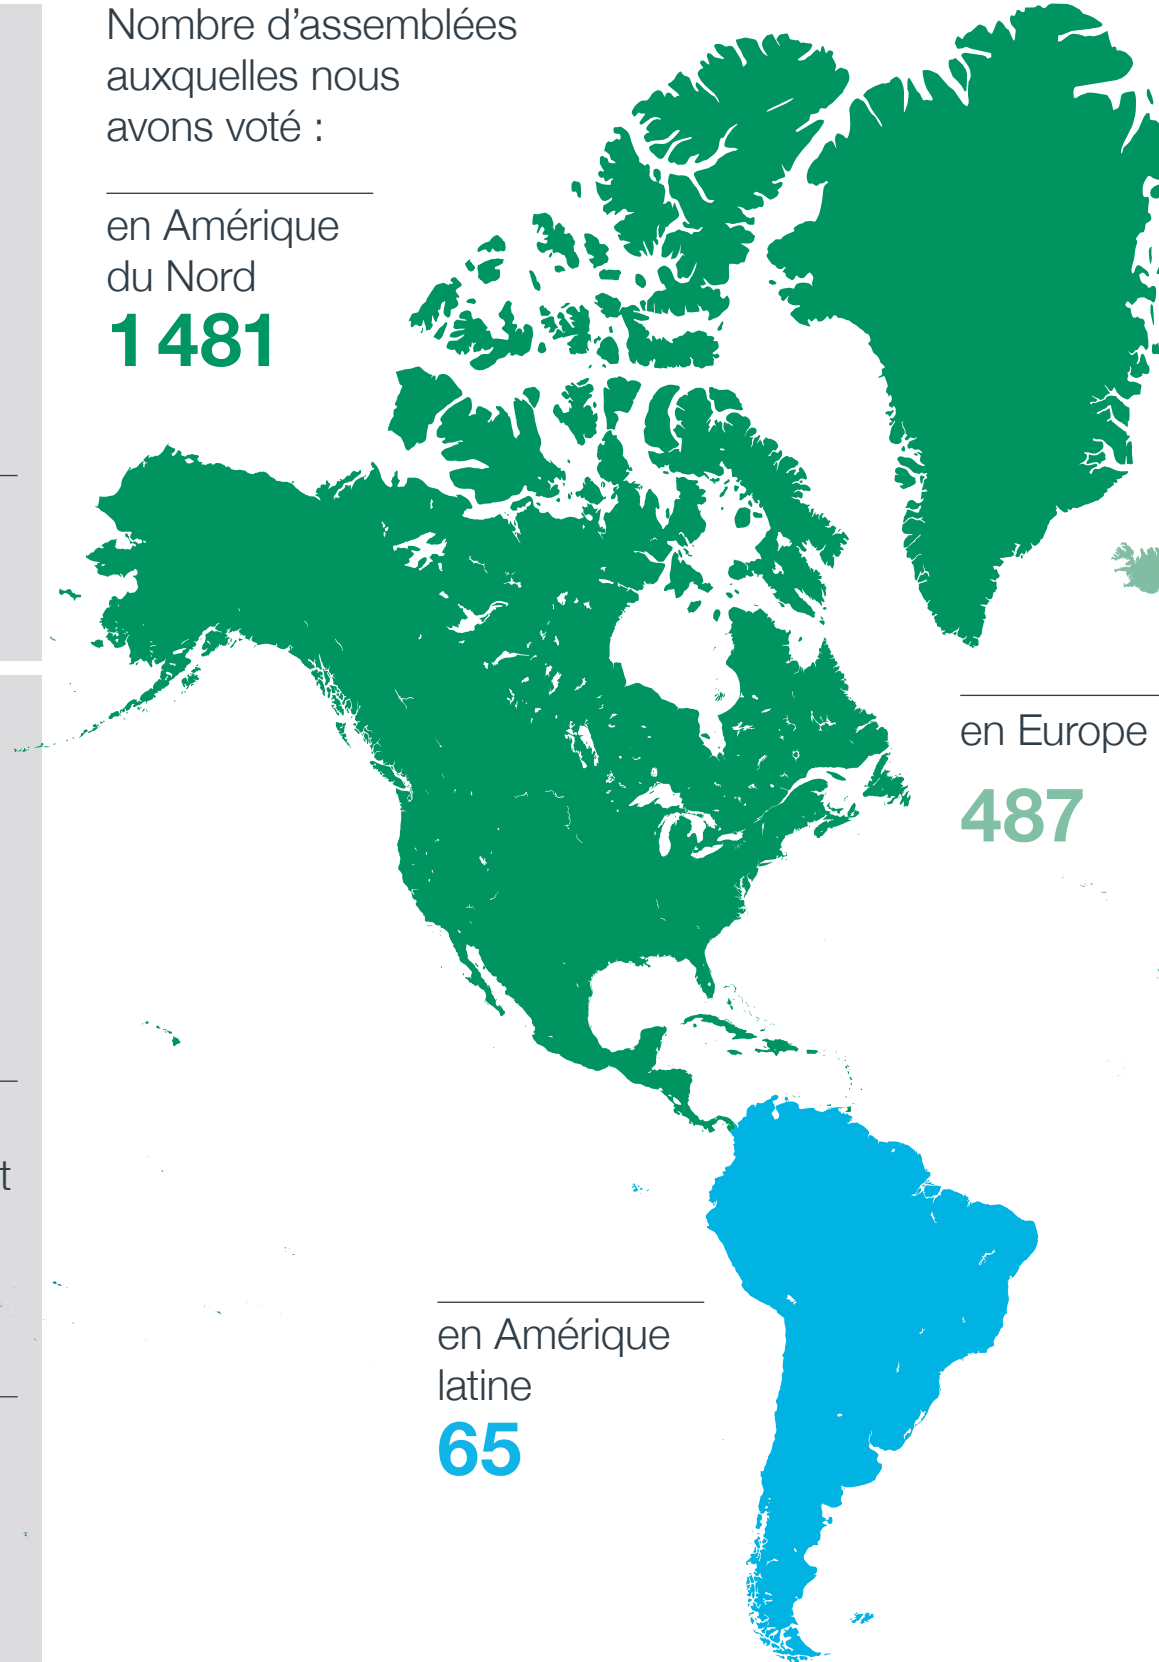 Nombre d'assemblées
auxquelles nous
avons voté :
en Amérique
du Nord
1 481
en Europe
487
t
en Amérique
latine
65